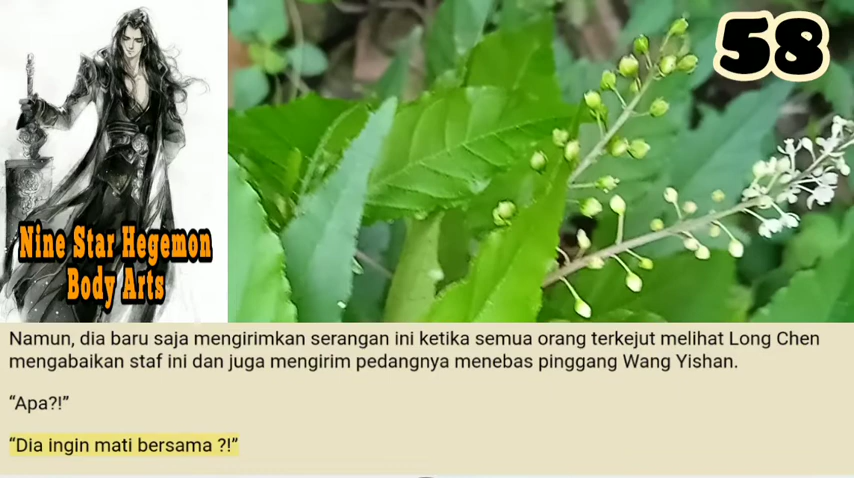 58
Nine Star Hegemon
Body Arts
Namun, dia baru saja mengirimkan serangan ini ketika semua orang terkejut melihat Long Chen
mengabaikan staf ini dan juga mengirim pedangnya menebas pinggang Wang Yishan.
“Apa?!”
“Dia ingin mati bersama ?!”